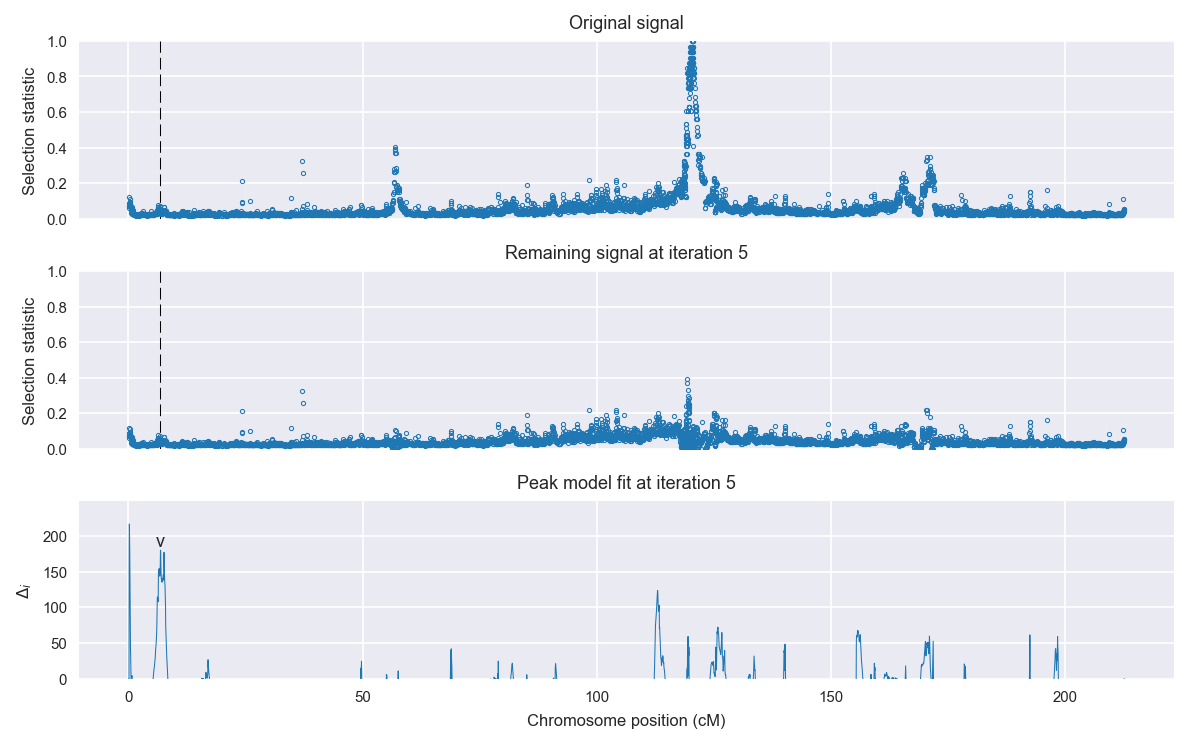 Original signal
Selection statistic
1.0
0.8
0.6
0.4
0.2
0.0
Remaining signal at iteration 5
Selection statistic
1.0
0.8
0.6
0.4
0.2
0.0
Peak model fit at iteration 5
Δi
200
150
100
50
0
v
0 50 100 150 200
Chromosome position (cM)